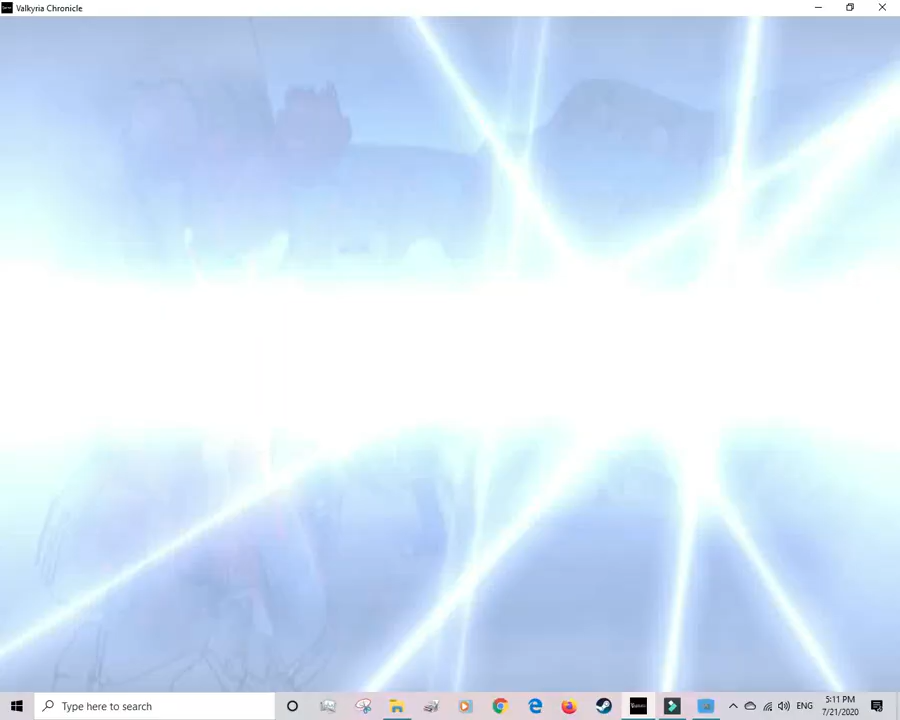 Valkyria Chronicle
Type here to search
ENG
5:11 PM
7/21/2020